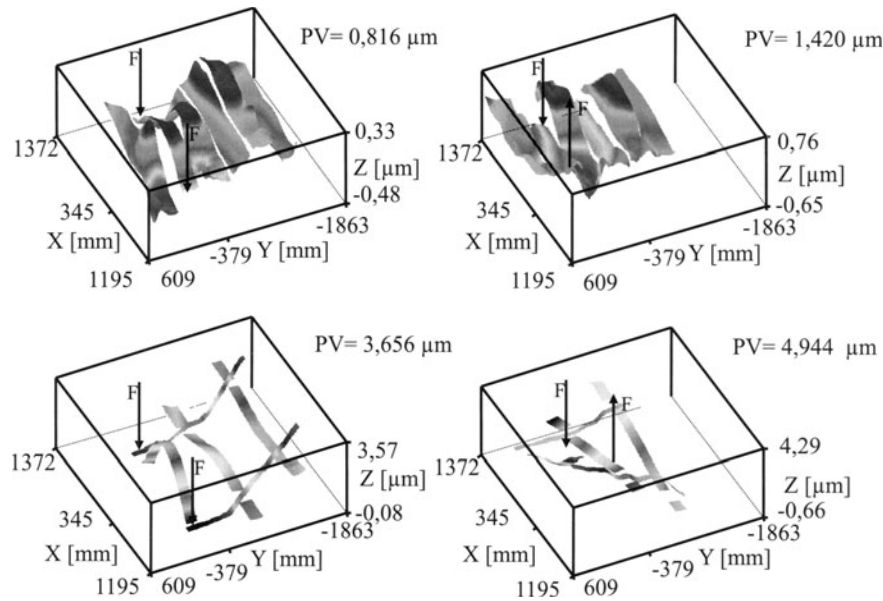 PV= 0,816 µm
F
F
1372
0,33
Z [µm]
-0,48
345
-1863
X [mm]
-379
Y [mm]
1195
609
PV= 1,420 µm
F
F
1372
0,76
Z [µm]
-0,65
345
-1863
X [mm]
-379
Y [mm]
1195
609
PV= 3,656 µm
F
F
1372
3,57
Z [µm]
-0,08
345
-1863
X [mm]
-379
Y [mm]
1195
609
PV= 4,944 µm
F
F
1372
4,29
Z [µm]
-0,66
345
-1863
X [mm]
-379
Y [mm]
1195
609